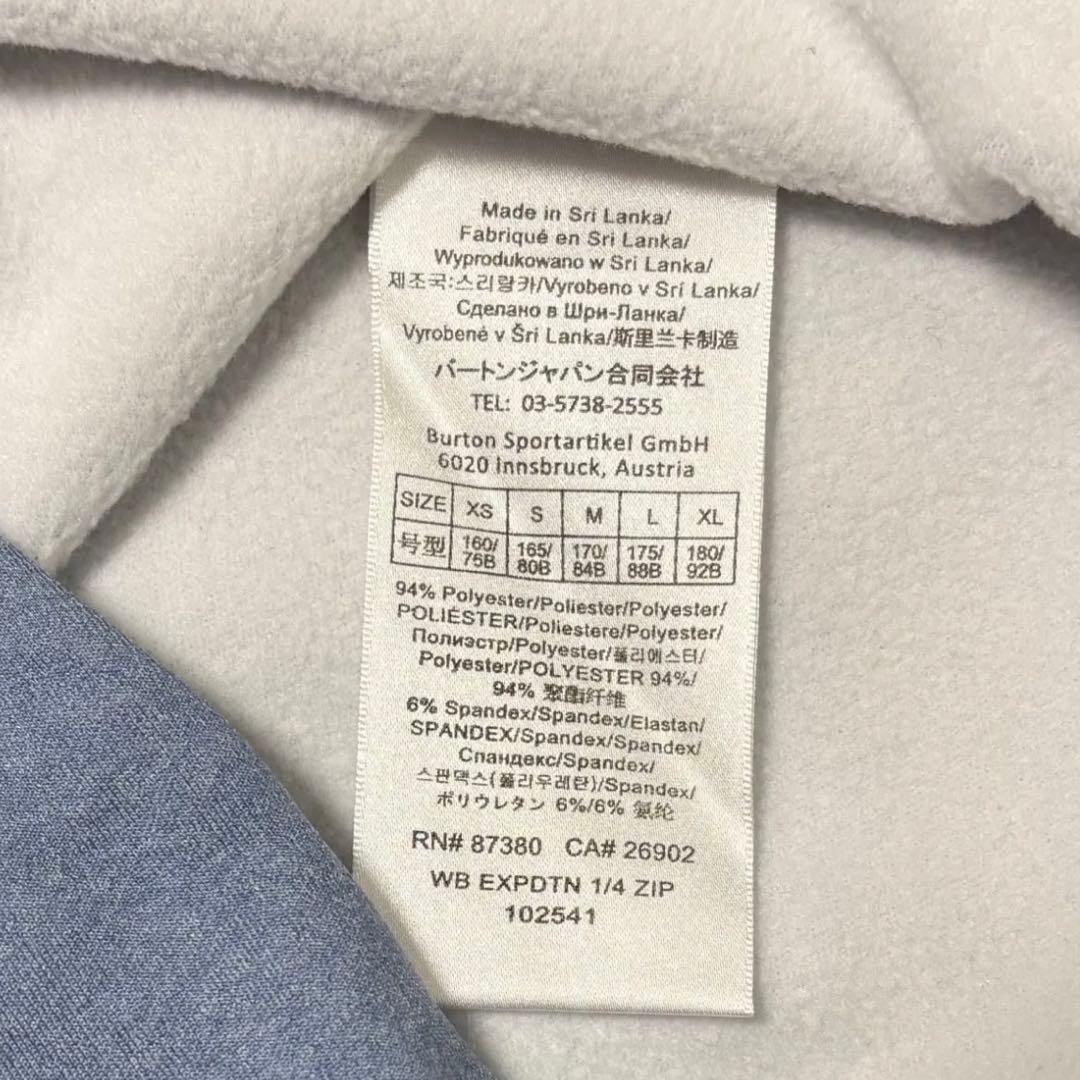 Made in Sri Lanka/
Fabriqué en Sri Lanka/
Wyprodukowano w Sri Lanka/
제조국:스리랑카/Vyrobeno v Sri Lanka/
Сделано в Шри-Ланка/
Vyrobené v Šri Lanka/斯里兰卡制造
バートンジャパン合同会社
TEL: 03-5738-2555
Burton Sportartikel GmbH
6020 Innsbruck, Austria
SIZE XS S M L XL
号型 160/76B 165/80B 170/84B 175/88B 180/92B
94% Polyester/Poliester/Polyester/
POLIÉSTER/Poliestere/Polyester/
Полиэстр/Polyester/폴리에스터/
Polyester/POLYESTER 94%/
94% 聚酯纤维
6% Spandex/Spandex/Elastan/
SPANDEX/Spandex/Spandex/
Спандекс/Spandex/
스판덱스(폴리우레탄)/Spandex/
ポリウレタン 6%/6% 氨纶
RN# 87380 CA# 26902
WB EXPDTN 1/4 ZIP
102541